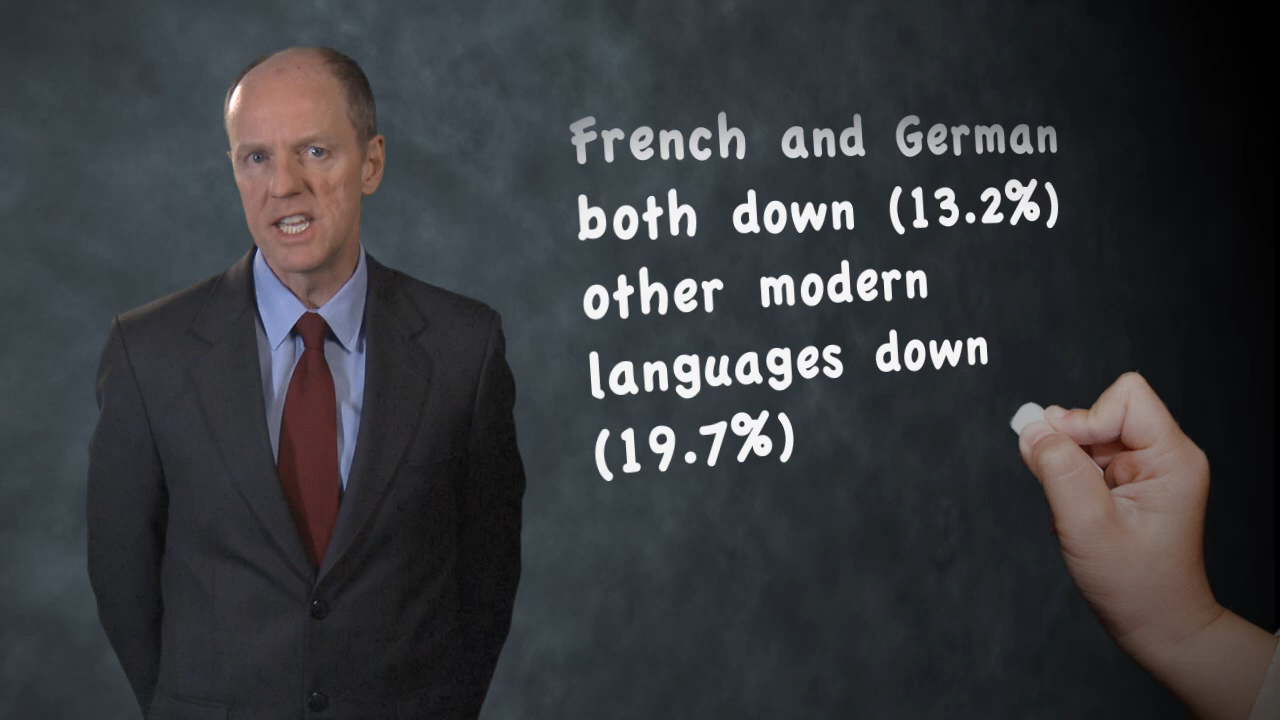 French and German
both down (13.2%)
other modern
languages down
(19.7%)